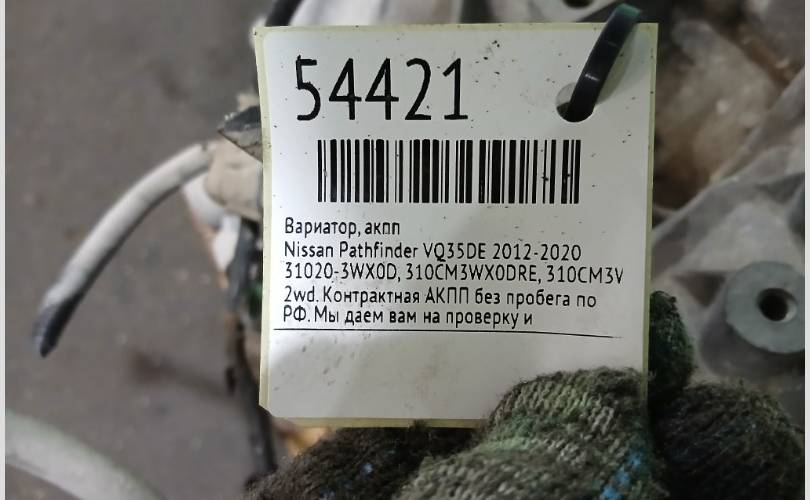 54421
Вариатор, акпп
Nissan Pathfinder VQ35DE 2012-2020
31020-3WX0D, 310CM3WX0DRE, 310CM3V
2wd. Контрактная АКПП без пробега по
РФ. Мы даем вам на проверку и